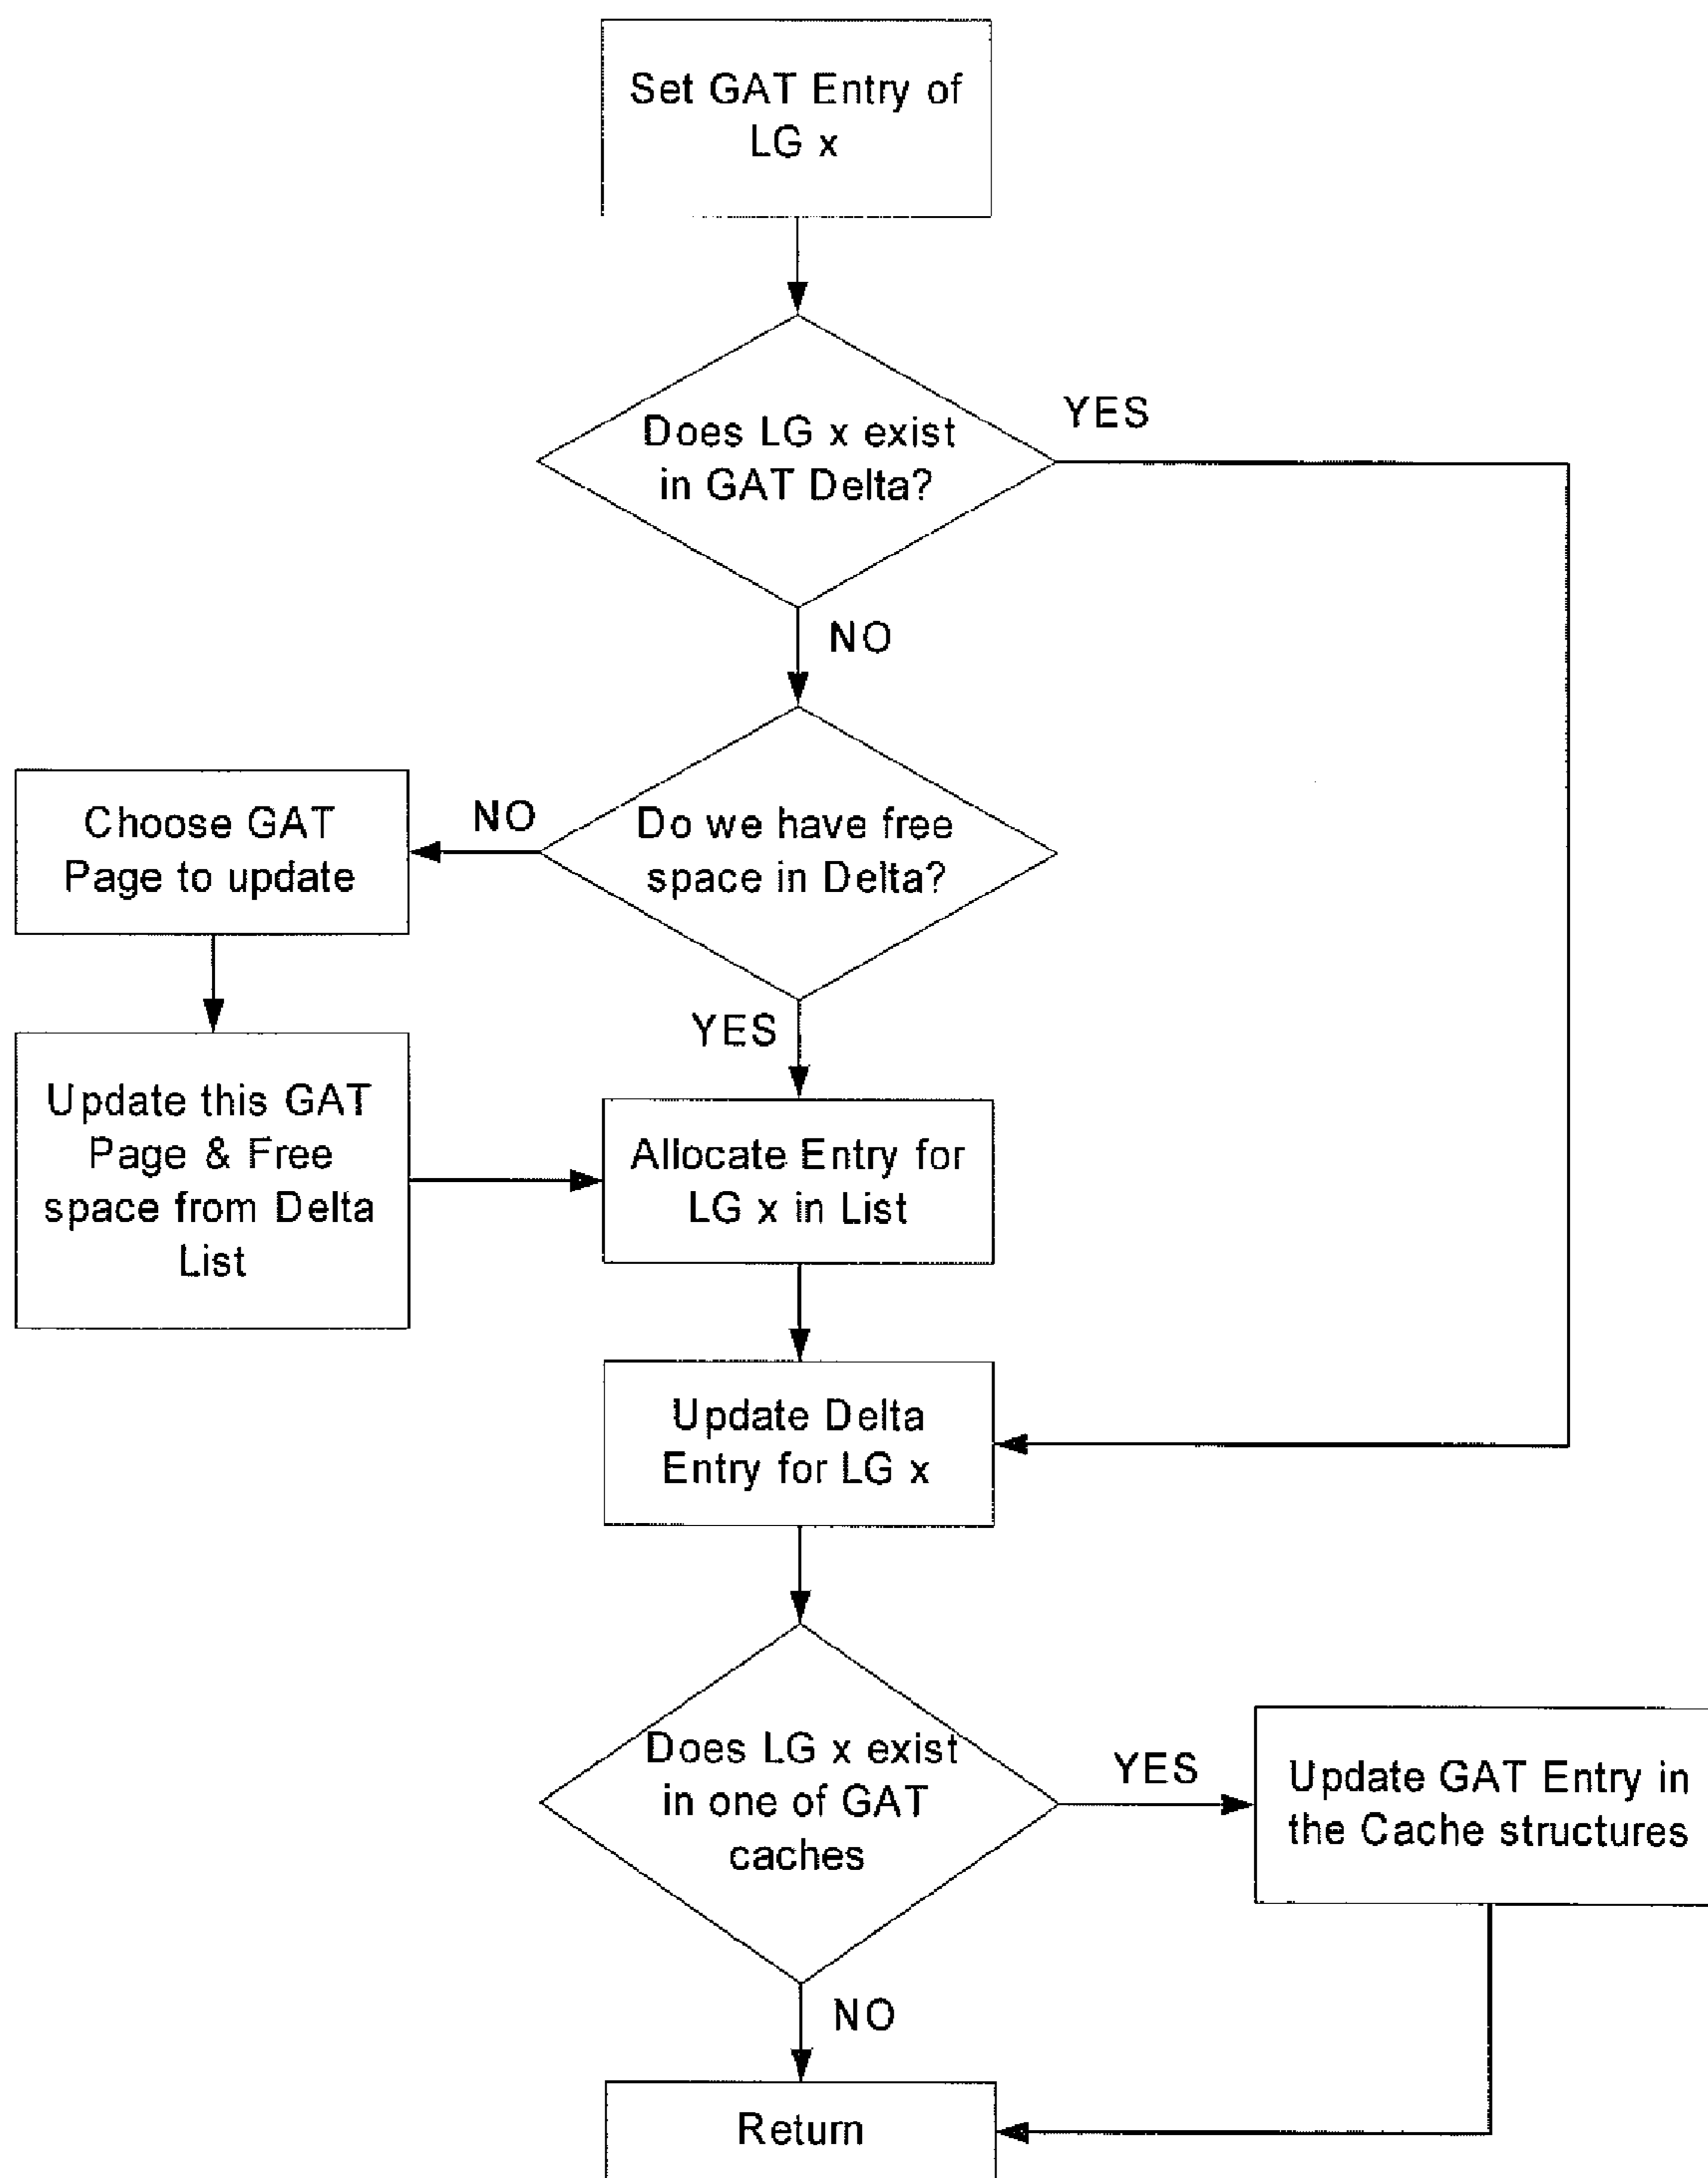 Set GAT Entry of
LG x
Does LG x exist
in GAT Delta?
YES
NO
Do we have free
space in Delta?
NO
Choose GAT
Page to update
YES
Update this GAT
Page & Free
space from Delta
List
Allocate Entry for
LG x in List
Update Delta
Entry for LG x
Does LG x exist
in one of GAT
caches
YES
Update GAT Entry in
the Cache structures
NO
Return